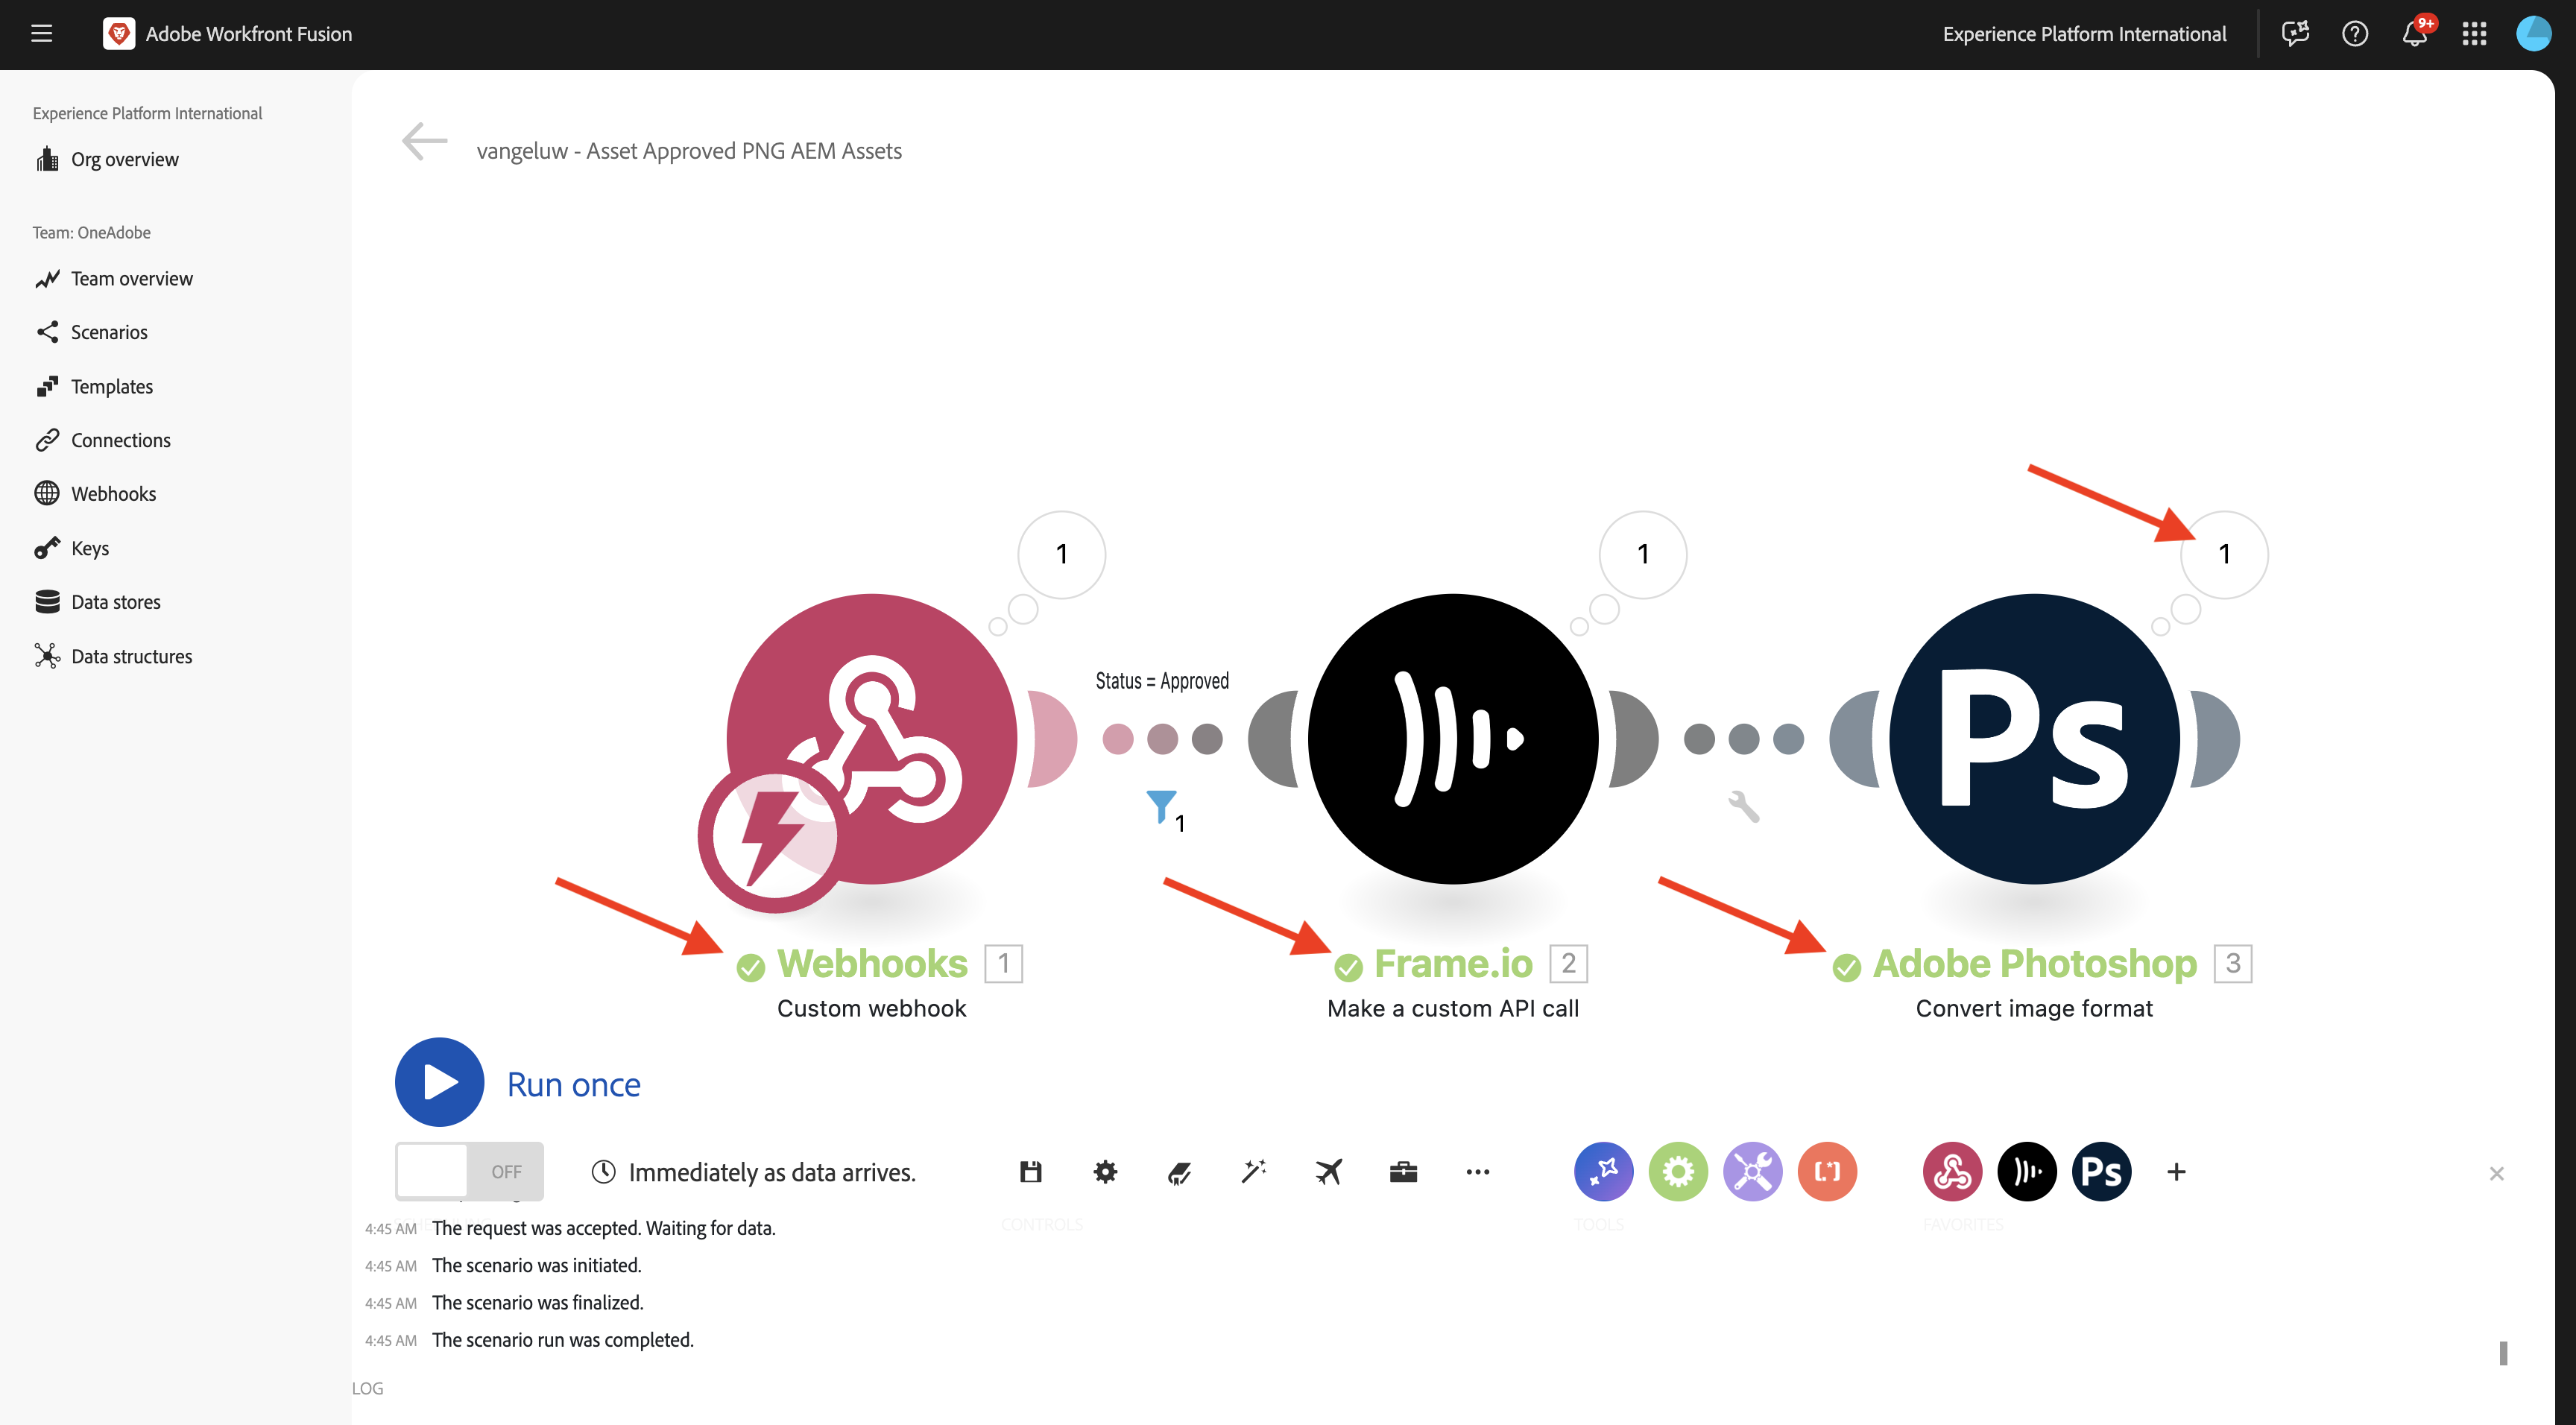 Adobe Workfront Fusion
Experience Platform International
9+
Experience Platform International
Org overview
Team: OneAdobe
Team overview
Scenarios
Templates
Connections
Webhooks
Keys
Data stores
Data structures
vangeluw - Asset Approved PNG AEM Assets
1
1
1
Status = Approved
1
Ps
Webhooks 1
Custom webhook
Frame.io 2
Make a custom API call
Adobe Photoshop 3
Convert image format
Run once
OFF
Immediately as data arrives.
[.*]
Ps
CONTROLS
TOOLS
FAVORITES
4:45 AM The request was accepted. Waiting for data.
4:45 AM The scenario was initiated.
4:45 AM The scenario was finalized.
4:45 AM The scenario run was completed.
LOG